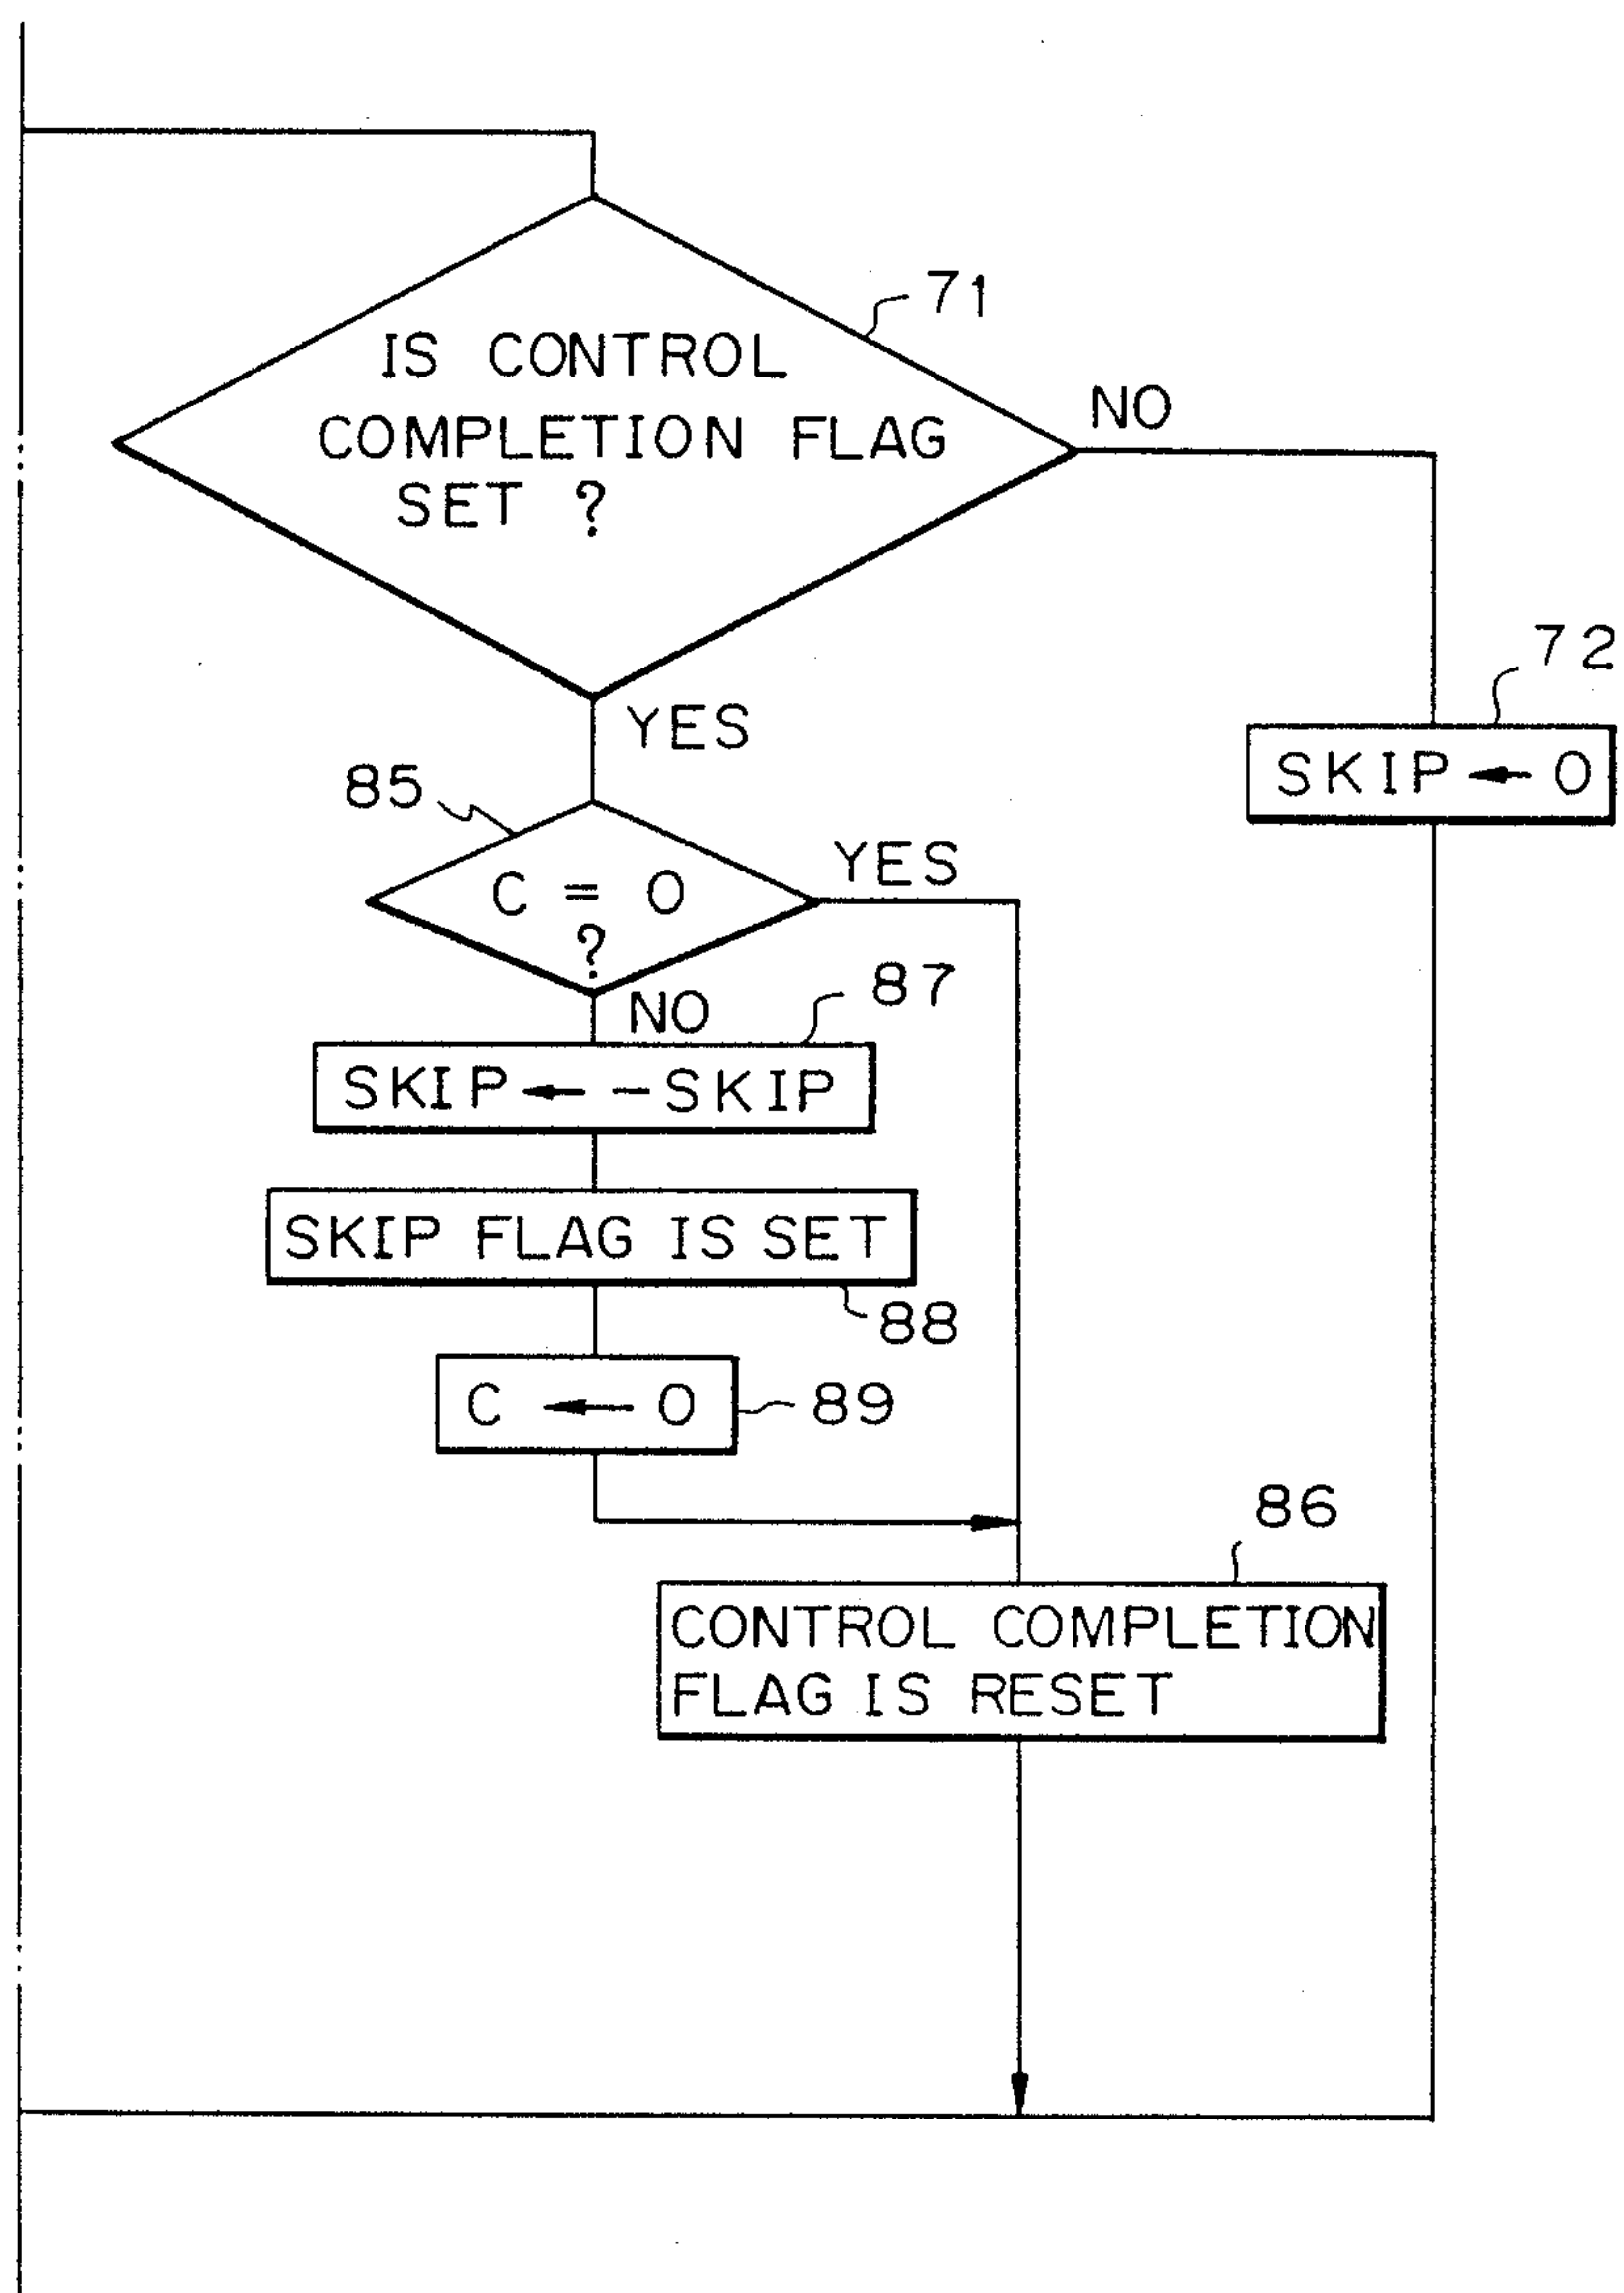 71
IS CONTROL
COMPLETION FLAG
SET ?
NO
72
SKIP ← 0
YES
85
C = 0
?
YES
NO
87
SKIP ← -SKIP
SKIP FLAG IS SET
88
C ← 0
89
86
CONTROL COMPLETION
FLAG IS RESET